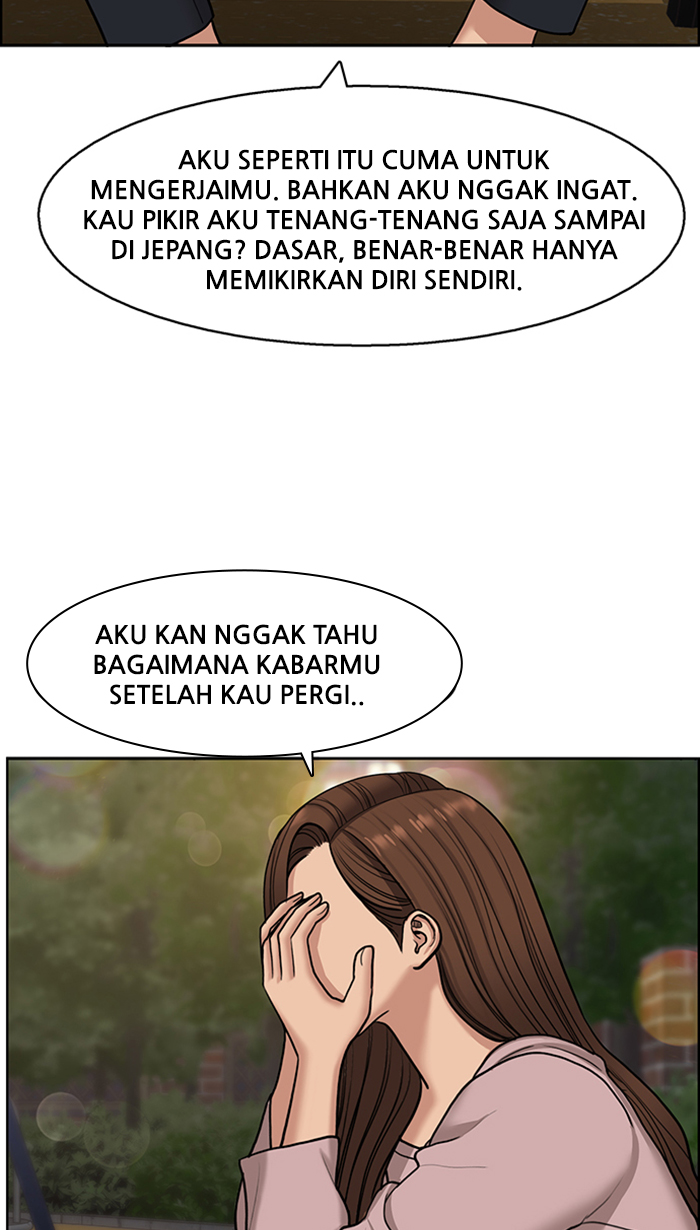 AKU SEPERTI ITU CUMA UNTUK
MENGERJAIMU. BAHKAN AKU NGGAK INGAT.
KAU PIKIR AKU TENANG-TENANG SAJA SAMPAI
DI JEPANG? DASAR, BENAR-BENAR HANYA
MEMIKIRKAN DIRI SENDIRI.
AKU KAN NGGAK TAHU
BAGAIMANA KABARMU
SETELAH KAU PERGI..